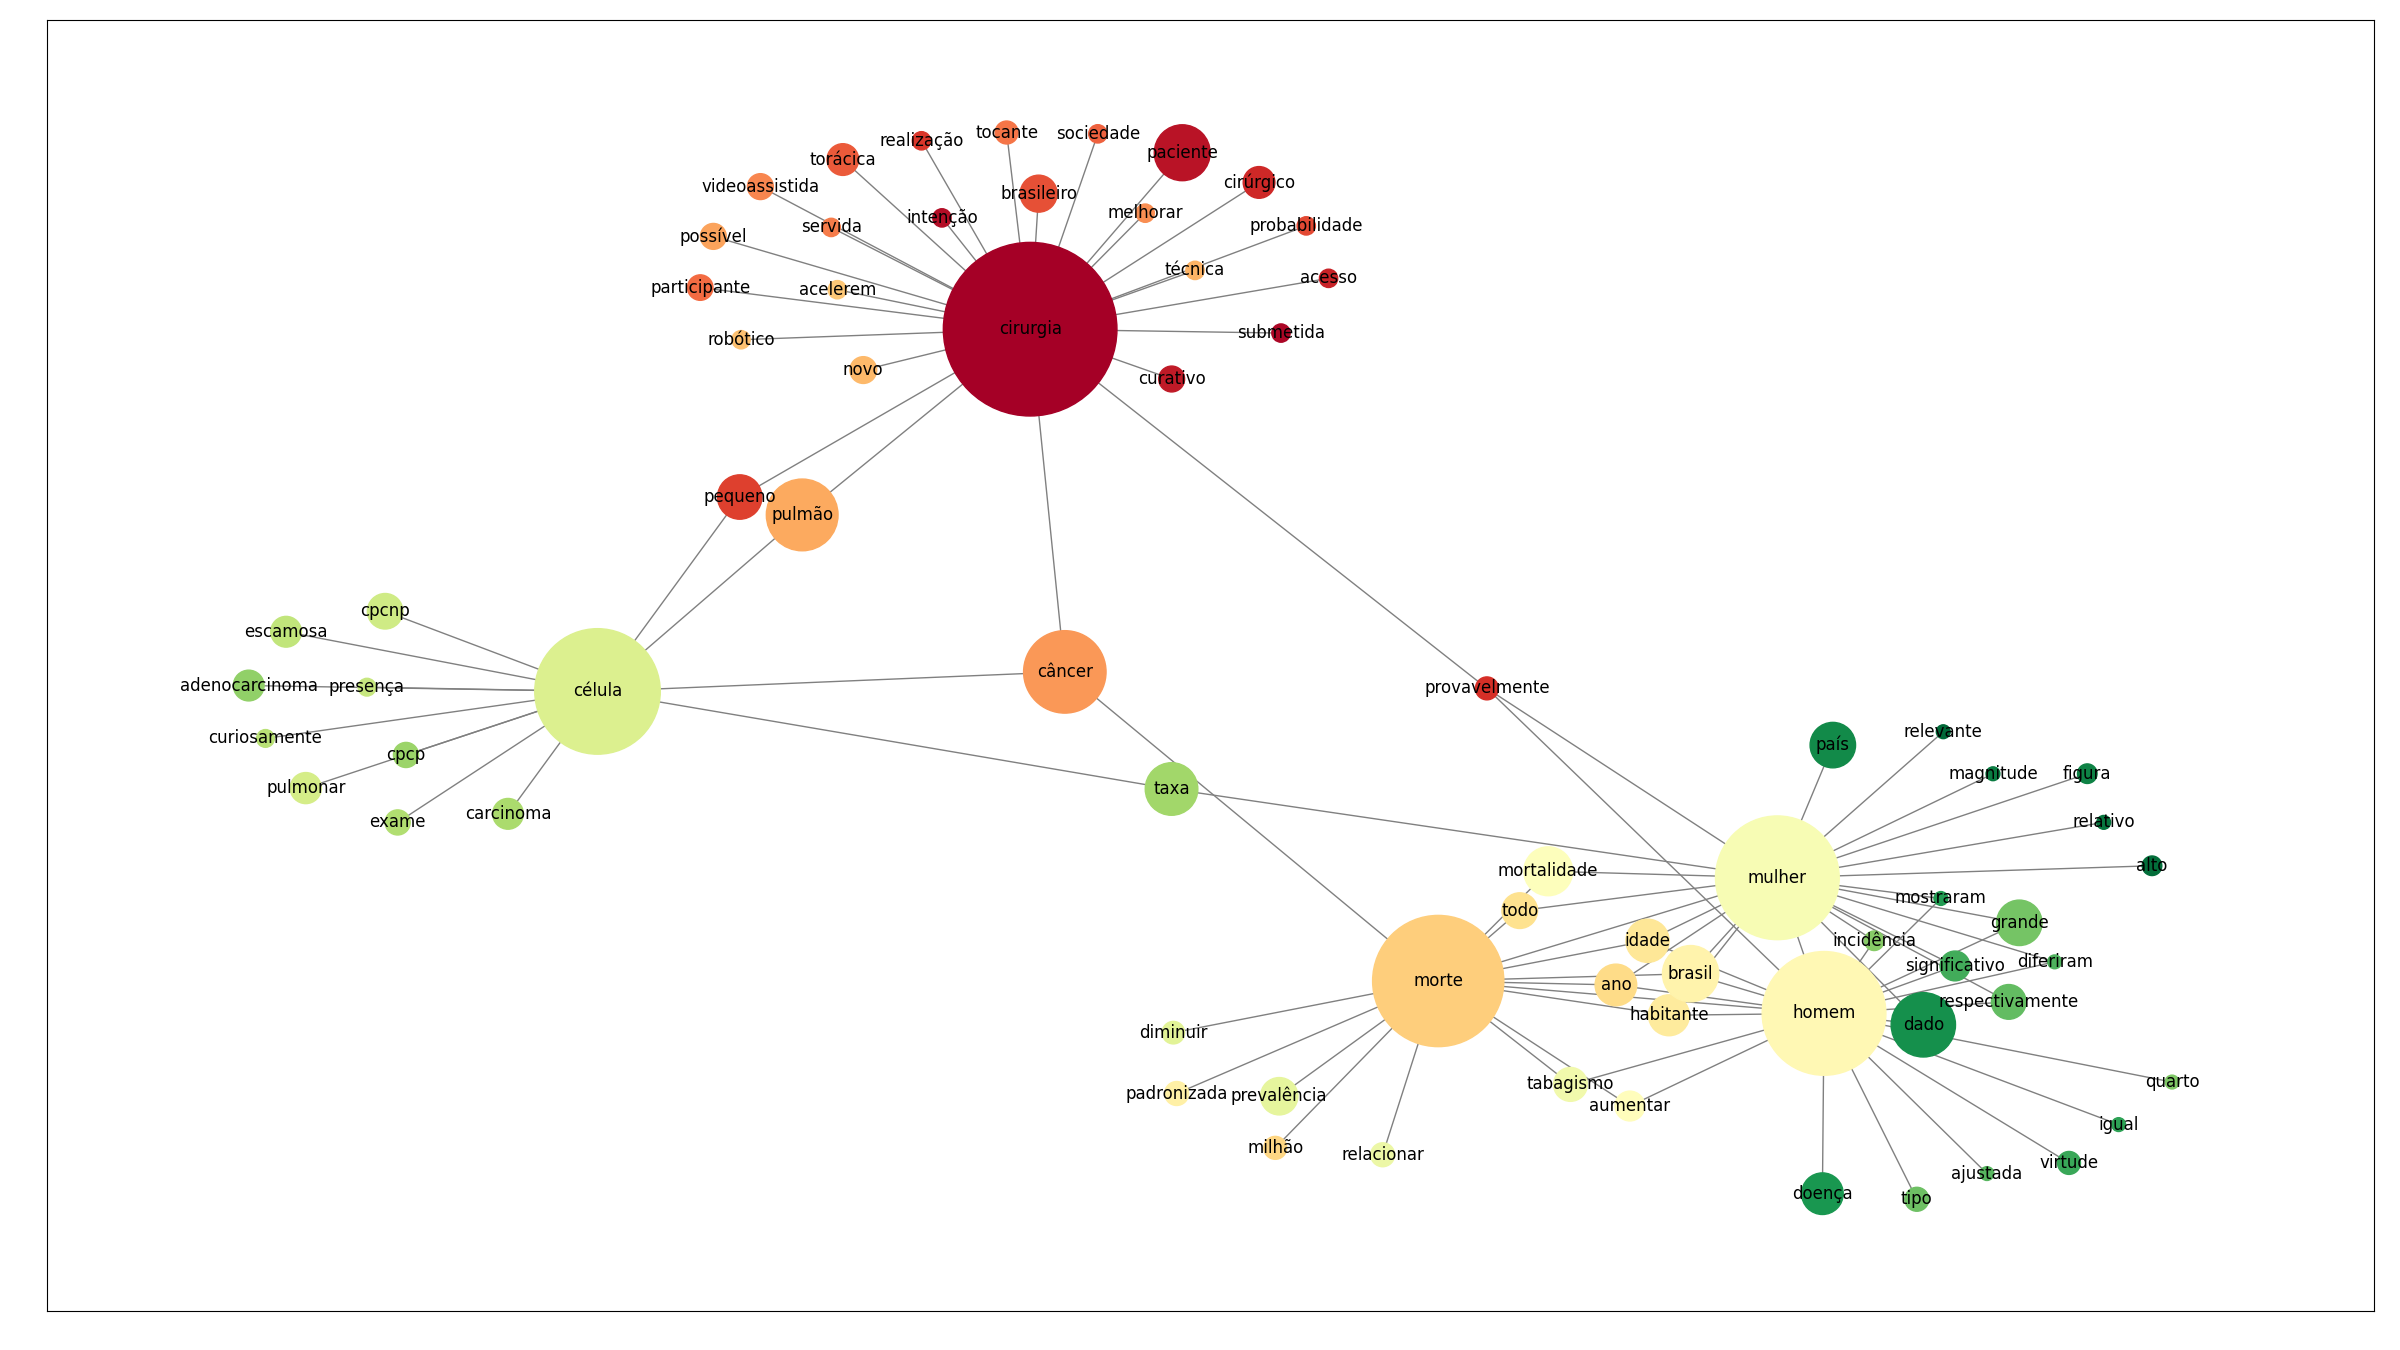 tocante
sociedade
realização
paciente
torácica
cirúrgico
videoassistida
brasileiro
melhorar
intenção
servida
probabilidade
possível
técnica
acesso
participante
acelerem
cirurgia
submetida
robótico
novo
curativo
pequeno
pulmão
cpcnp
escamosa
câncer
adenocarcinoma
presença
célula
provavelmente
curiosamente
relevante
país
cpcp
magnitude
figura
pulmonar
taxa
exame
carcinoma
relativo
alto
mortalidade
mulher
mostraram
todo
grande
idade
incidência
significativo
diferiram
brasil
morte
ano
respectivamente
habitante
homem
dado
diminuir
tabagismo
quarto
padronizada
prevalência
aumentar
igual
milhão
relacionar
virtude
ajustada
doença
tipo